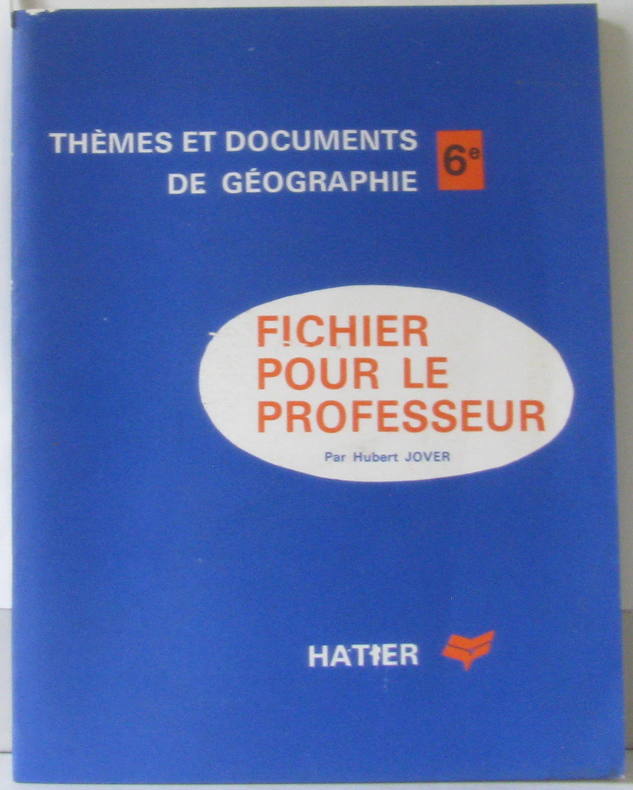 THÈMES ET DOCUMENTS
DE GÉOGRAPHIE
6e
FICHIER
POUR LE
PROFESSEUR
Par Hubert JOVER
HATIER